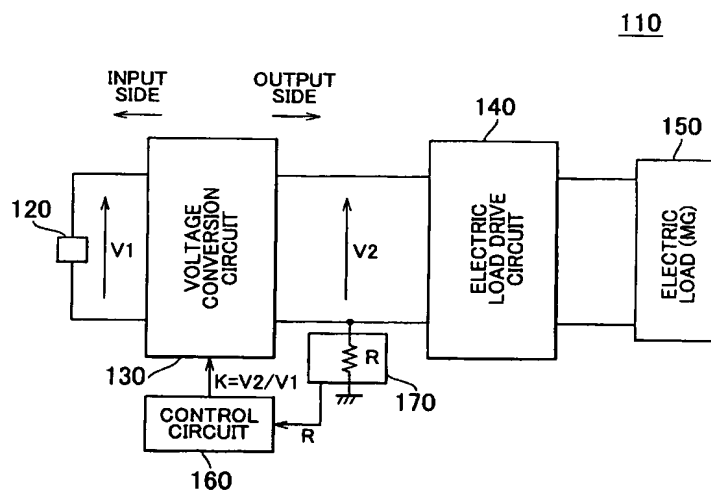 110
INPUT
SIDE
OUTPUT
SIDE
140
150
120
V1
VOLTAGE
CONVERSION
CIRCUIT
V2
ELECTRIC
LOAD DRIVE
CIRCUIT
ELECTRIC
LOAD (MG)
130
K=V2/V1
R
170
CONTROL
CIRCUIT
R
160